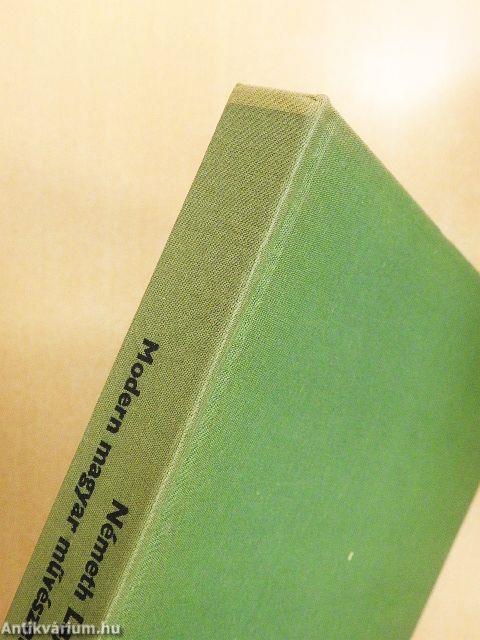 Németh L
Modern magyar művész
Antikvárium.hu